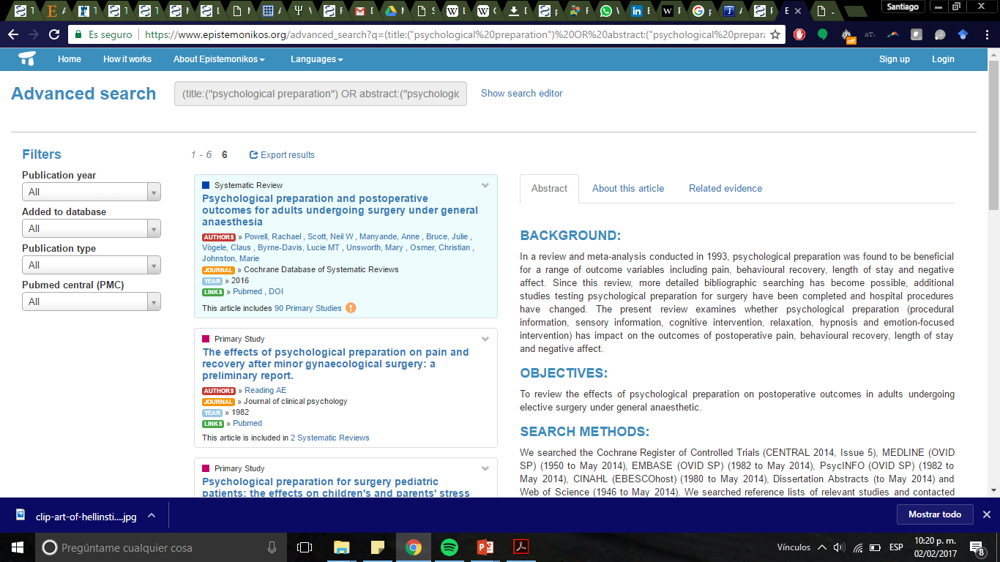 Santiago
Es seguro | https://www.epistemonikos.org/advanced_search?q=(title:("psychological%20preparation")%20OR%20abstract:("psychological%20prepara
off
aT.
Home How it works About Epistemonikos Languages Sign up Login
Advanced search (title:("psychological preparation") OR abstract:("psychologic Show search editor
Filters
Publication year
All
Added to database
All
Publication type
All
Pubmed central (PMC)
All
1 - 6 6 Export results
Systematic Review
Psychological preparation and postoperative
outcomes for adults undergoing surgery under general
anaesthesia
AUTHORS » Powell, Rachael , Scott, Neil W , Manyande, Anne , Bruce, Julie ,
Vögele, Claus , Byrne-Davis, Lucie MT , Unsworth, Mary , Osmer, Christian ,
Johnston, Marie
JOURNAL » Cochrane Database of Systematic Reviews
YEAR » 2016
LINKS » Pubmed , DOI
This article includes 90 Primary Studies
Primary Study
The effects of psychological preparation on pain and
recovery after minor gynaecological surgery: a
preliminary report.
AUTHORS » Reading AE
JOURNAL » Journal of clinical psychology
YEAR » 1982
LINKS » Pubmed
This article is included in 2 Systematic Reviews
Primary Study
Psychological preparation for surgery pediatric
patients: the effects on children's and parents' stress
Abstract About this article Related evidence
BACKGROUND:
In a review and meta-analysis conducted in 1993, psychological preparation was found to be beneficial
for a range of outcome variables including pain, behavioural recovery, length of stay and negative
affect. Since this review, more detailed bibliographic searching has become possible, additional
studies testing psychological preparation for surgery have been completed and hospital procedures
have changed. The present review examines whether psychological preparation (procedural
information, sensory information, cognitive intervention, relaxation, hypnosis and emotion-focused
intervention) has impact on the outcomes of postoperative pain, behavioural recovery, length of stay
and negative affect.
OBJECTIVES:
To review the effects of psychological preparation on postoperative outcomes in adults undergoing
elective surgery under general anaesthetic.
SEARCH METHODS:
We searched the Cochrane Register of Controlled Trials (CENTRAL 2014, Issue 5), MEDLINE (OVID
SP) (1950 to May 2014), EMBASE (OVID SP) (1982 to May 2014), PsycINFO (OVID SP) (1982 to
May 2014), CINAHL (EBESCOhost) (1980 to May 2014), Dissertation Abstracts (to May 2014) and
Web of Science (1946 to May 2014). We searched reference lists of relevant studies and contacted
clip-art-of-hellinsti....jpg Mostrar todo
Pregúntame cualquier cosa
Vínculos ESP
10:20 p. m.
02/02/2017
8